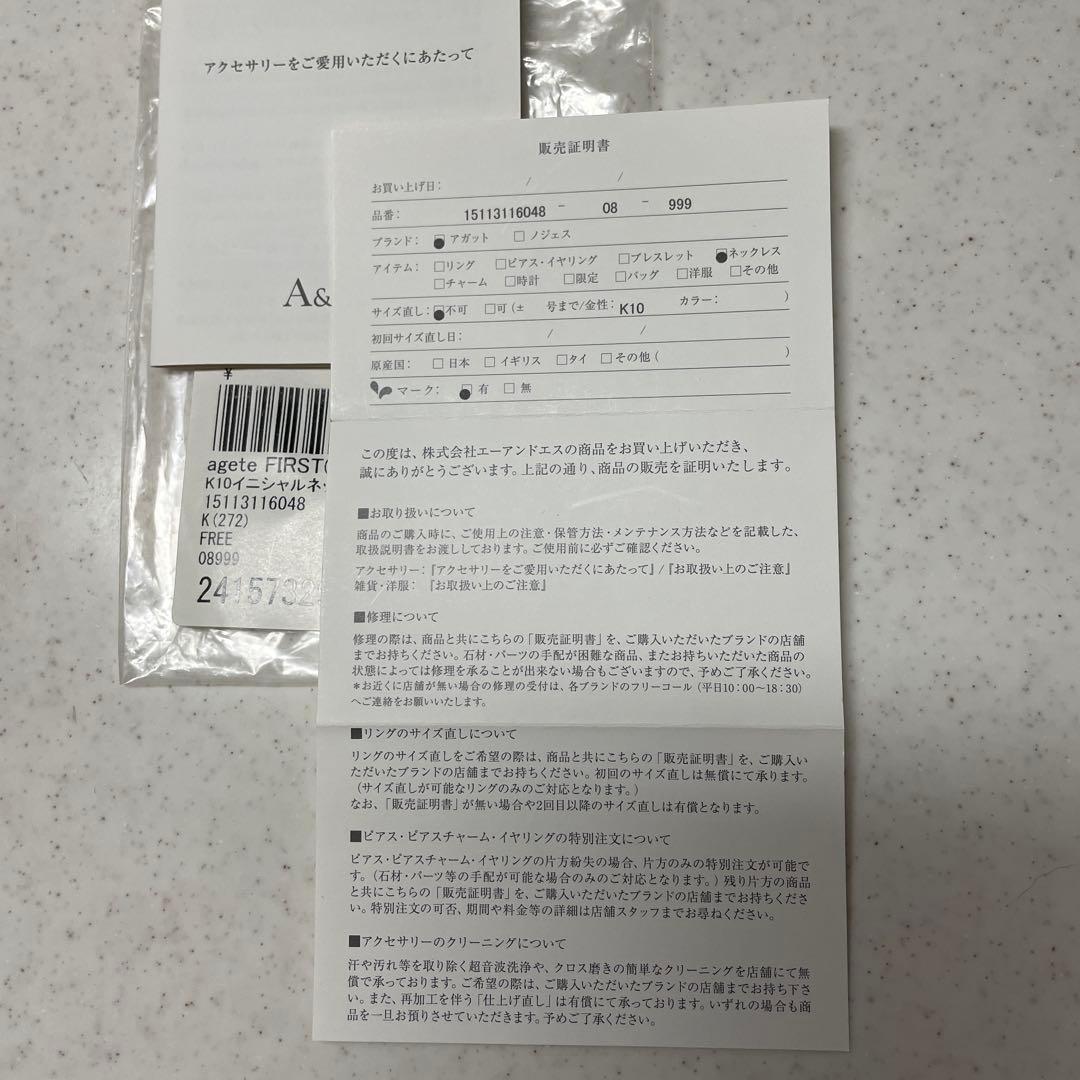 アクセサリーをご愛用いただくにあたって
A&
¥
agete FIRST(
K10イニシャルネッ
15113116048
K(272)
FREE
08999
2415732
販売証明書
お買い上げ日: / /
品番: 15113116048 - 08 - 999
ブランド: □アガット □ノジェス
アイテム: □リング □ピアス・イヤリング □ブレスレット □ネックレス
□チャーム □時計 □限定 □バッグ □洋服 □その他
サイズ直し: □不可 □可(± 号まで/金性: K10 カラー: )
初回サイズ直し日: / /
原産国: □日本 □イギリス □タイ □その他( )
マーク: □有 □無
この度は、株式会社エーアンドエスの商品をお買い上げいただき、
誠にありがとうございます。上記の通り、商品の販売を証明いたします。
■お取り扱いについて
商品のご購入時に、ご使用上の注意・保管方法・メンテナンス方法などを記載した、
取扱説明書をお渡ししております。ご使用前に必ずご確認ください。
アクセサリー:『アクセサリーをご愛用いただくにあたって』/『お取扱い上のご注意』
雑貨・洋服: 『お取扱い上のご注意』
■修理について
修理の際は、商品と共にこちらの「販売証明書」を、ご購入いただいたブランドの店舗
までお持ちください。石材・パーツの手配が困難な商品、またお持ちいただいた商品の
状態によっては修理を承ることが出来ない場合もございますので、予めご了承ください。
*お近くに店舗が無い場合の修理の受付は、各ブランドのフリーコール(平日10:00〜18:30)
へご連絡をお願いいたします。
■リングのサイズ直しについて
リングのサイズ直しをご希望の際は、商品と共にこちらの「販売証明書」を、ご購入い
ただいたブランドの店舗までお持ちください。初回のサイズ直しは無償にて承ります。
(サイズ直しが可能なリングのみのご対応となります。)
なお、「販売証明書」が無い場合や2回目以降のサイズ直しは有償となります。
■ピアス・ピアスチャーム・イヤリングの特別注文について
ピアス・ピアスチャーム・イヤリングの片方紛失の場合、片方のみの特別注文が可能で
す。(石材・パーツ等の手配が可能な場合のみのご対応となります。)残り片方の商品
と共にこちらの「販売証明書」を、ご購入いただいたブランドの店舗までお持ちくださ
い。特別注文の可否、期間や料金等の詳細は店舗スタッフまでお尋ねください。
■アクセサリーのクリーニングについて
汗や汚れ等を取り除く超音波洗浄や、クロス磨きの簡単なクリーニングを店舗にて無
償で承っております。ご希望の際は、ご購入いただいたブランドの店舗までお持ち下さ
い。また、再加工を伴う「仕上げ直し」は有償にて承っております。いずれの場合も商
品を一旦お預りさせていただきます。予めご了承ください。